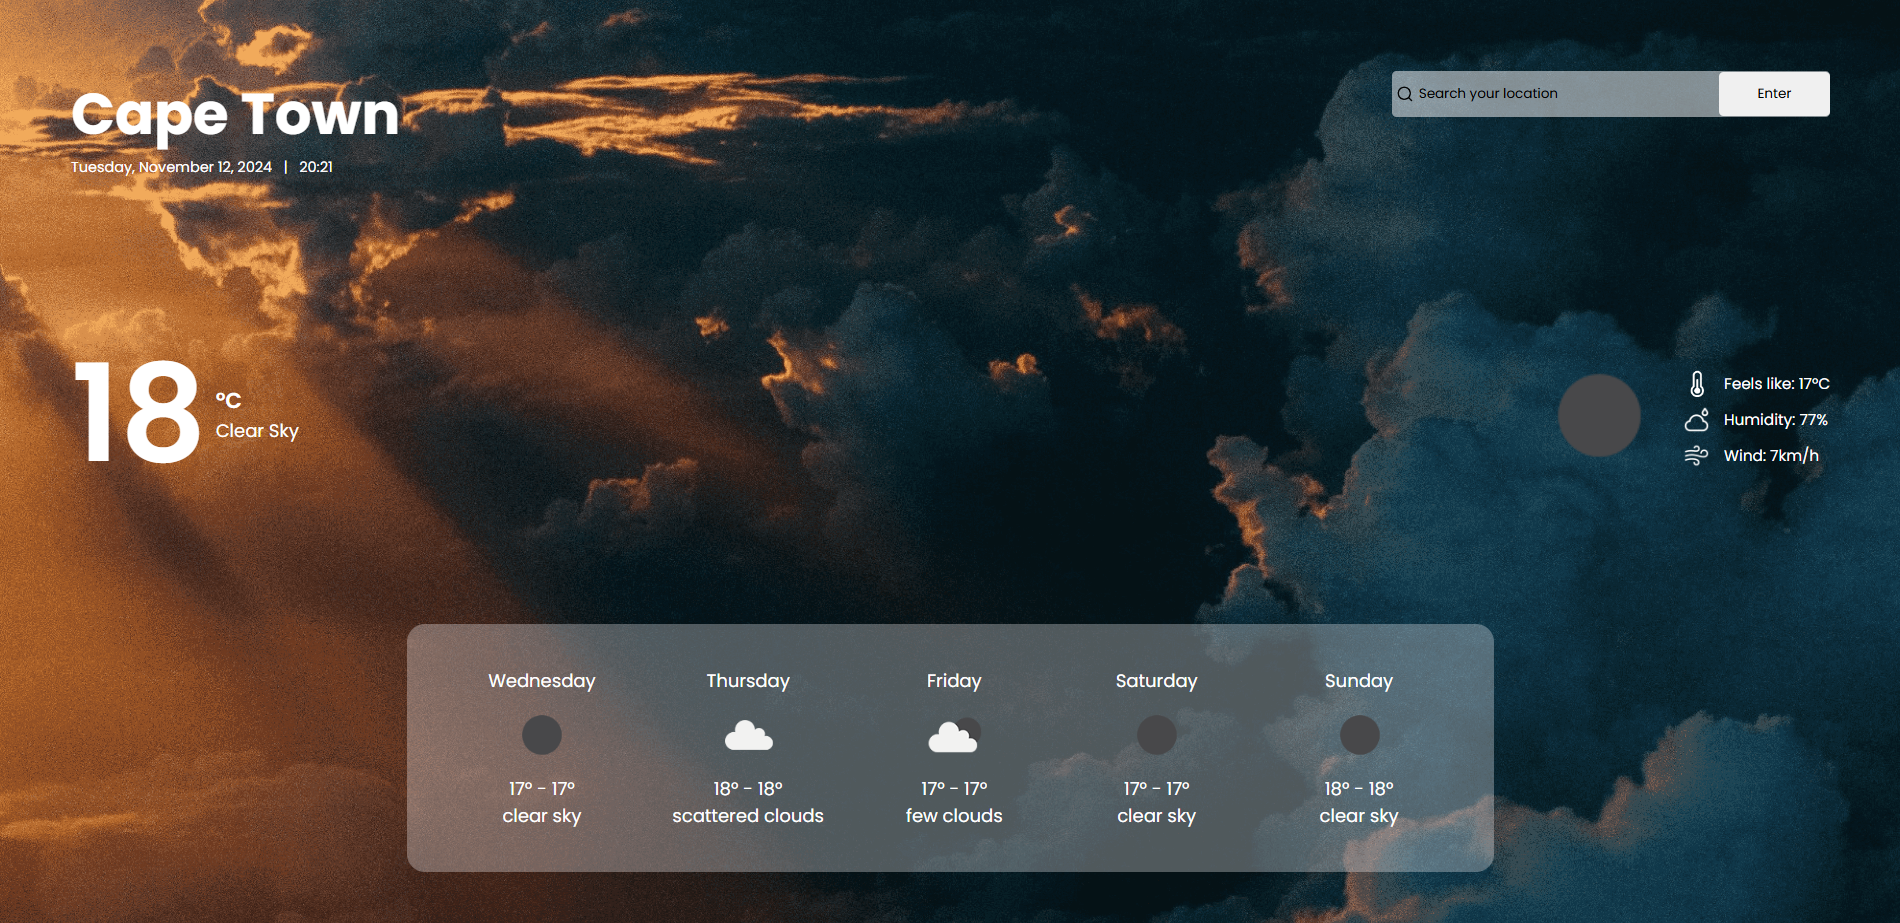 Cape Town
Tuesday, November 12, 2024 | 20:21
Search your location
Enter
18
°C
Clear Sky
Feels like: 17°C
Humidity: 77%
Wind: 7km/h
Wednesday
17° - 17°
clear sky
Thursday
18° - 18°
scattered clouds
Friday
17° - 17°
few clouds
Saturday
17° - 17°
clear sky
Sunday
18° - 18°
clear sky